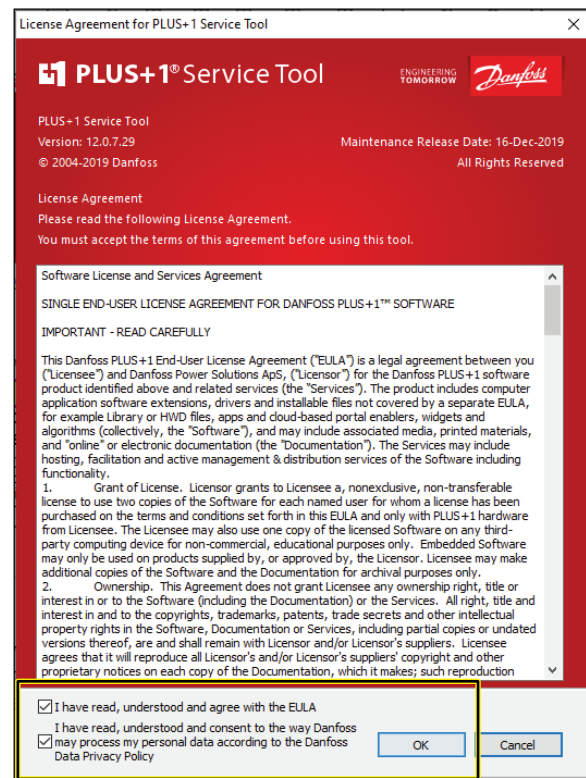 License Agreement for PLUS+1 Service Tool
PLUS+1® Service Tool
ENGINEERING
TOMORROW
Danfoss
PLUS+1 Service Tool
Version: 12.0.7.29
Maintenance Release Date: 16-Dec-2019
© 2004-2019 Danfoss
All Rights Reserved
License Agreement
Please read the following License Agreement.
You must accept the terms of this agreement before using this tool.
Software License and Services Agreement
SINGLE END-USER LICENSE AGREEMENT FOR DANFOSS PLUS+1™ SOFTWARE
IMPORTANT - READ CAREFULLY
This Danfoss PLUS+1 End-User License Agreement ("EULA") is a legal agreement between you
("Licensee") and Danfoss Power Solutions ApS, ("Licensor") for the Danfoss PLUS+1 software
product identified above and related services (the "Services"). The product includes computer
application software extensions, drivers and installable files not covered by a separate EULA,
for example Library or HWD files, apps and cloud-based portal enablers, widgets and
algorithms (collectively, the "Software"), and may include associated media, printed materials,
and "online" or electronic documentation (the "Documentation"). The Services may include
hosting, facilitation and active management & distribution services of the Software including
functionality.
1. Grant of License. Licensor grants to Licensee a, nonexclusive, non-transferable
license to use two copies of the Software for each named user for whom a license has been
purchased on the terms and conditions set forth in this EULA and only with PLUS+1 hardware
from Licensee. The Licensee may also use one copy of the licensed Software on any third-
party computing device for non-commercial, educational purposes only. Embedded Software
may only be used on products supplied by, or approved by, the Licensor. Licensee may make
additional copies of the Software and the Documentation for archival purposes only.
2. Ownership. This Agreement does not grant Licensee any ownership right, title or
interest in or to the Software (including the Documentation) or the Services. All right, title and
interest in and to the copyrights, trademarks, patents, trade secrets and other intellectual
property rights in the Software, Documentation or Services, including partial copies or undated
versions thereof, are and shall remain with Licensor and/or Licensor's suppliers. Licensee
agrees that it will reproduce all Licensor's and/or Licensor's suppliers' copyright and other
proprietary notices on each copy of the Documentation, which it makes; such reproduction
I have read, understood and agree with the EULA
I have read, understood and consent to the way Danfoss
may process my personal data according to the Danfoss
Data Privacy Policy
OK
Cancel